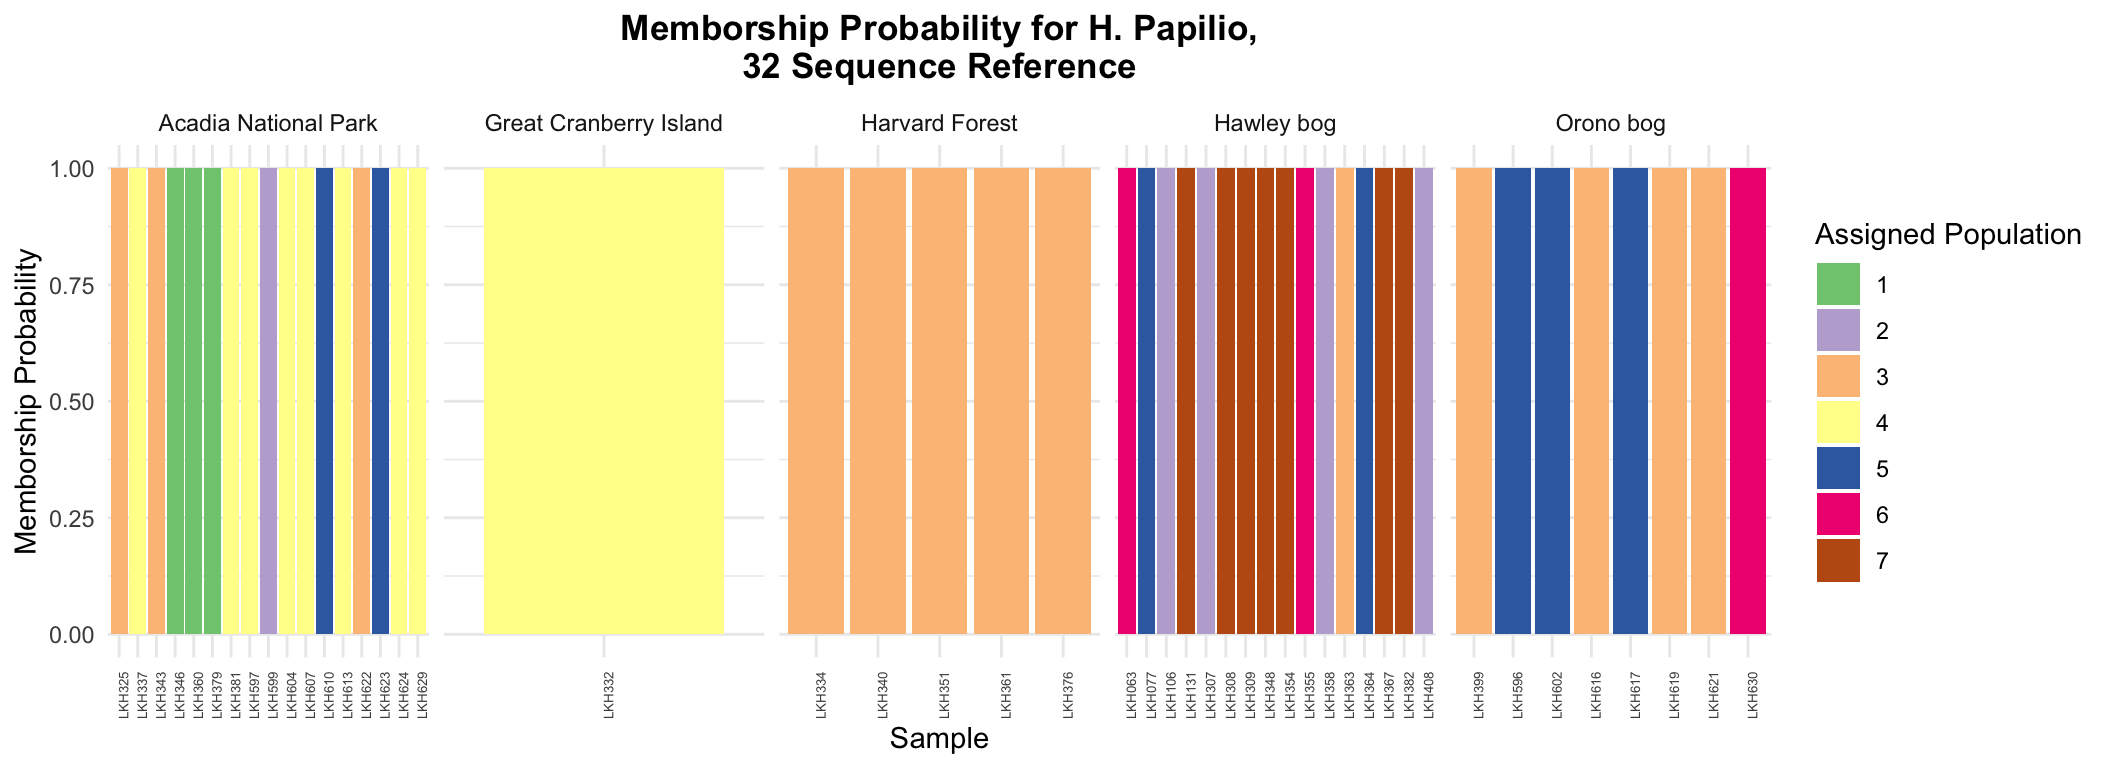 Memborship Probability for H. Papilio,
32 Sequence Reference
Acadia National Park
Great Cranberry Island
Harvard Forest
Hawley bog
Orono bog
Memborship Probability
1.00
0.75
0.50
0.25
0.00
LKH325
LKH337
LKH343
LKH346
LKH360
LKH379
LKH381
LKH597
LKH599
LKH604
LKH607
LKH610
LKH613
LKH622
LKH623
LKH624
LKH629
LKH332
LKH334
LKH340
LKH351
LKH361
LKH376
LKH063
LKH077
LKH106
LKH131
LKH307
LKH308
LKH309
LKH348
LKH354
LKH355
LKH358
LKH363
LKH364
LKH367
LKH382
LKH408
LKH399
LKH596
LKH602
LKH616
LKH617
LKH619
LKH621
LKH630
Sample
Assigned Population
1
2
3
4
5
6
7